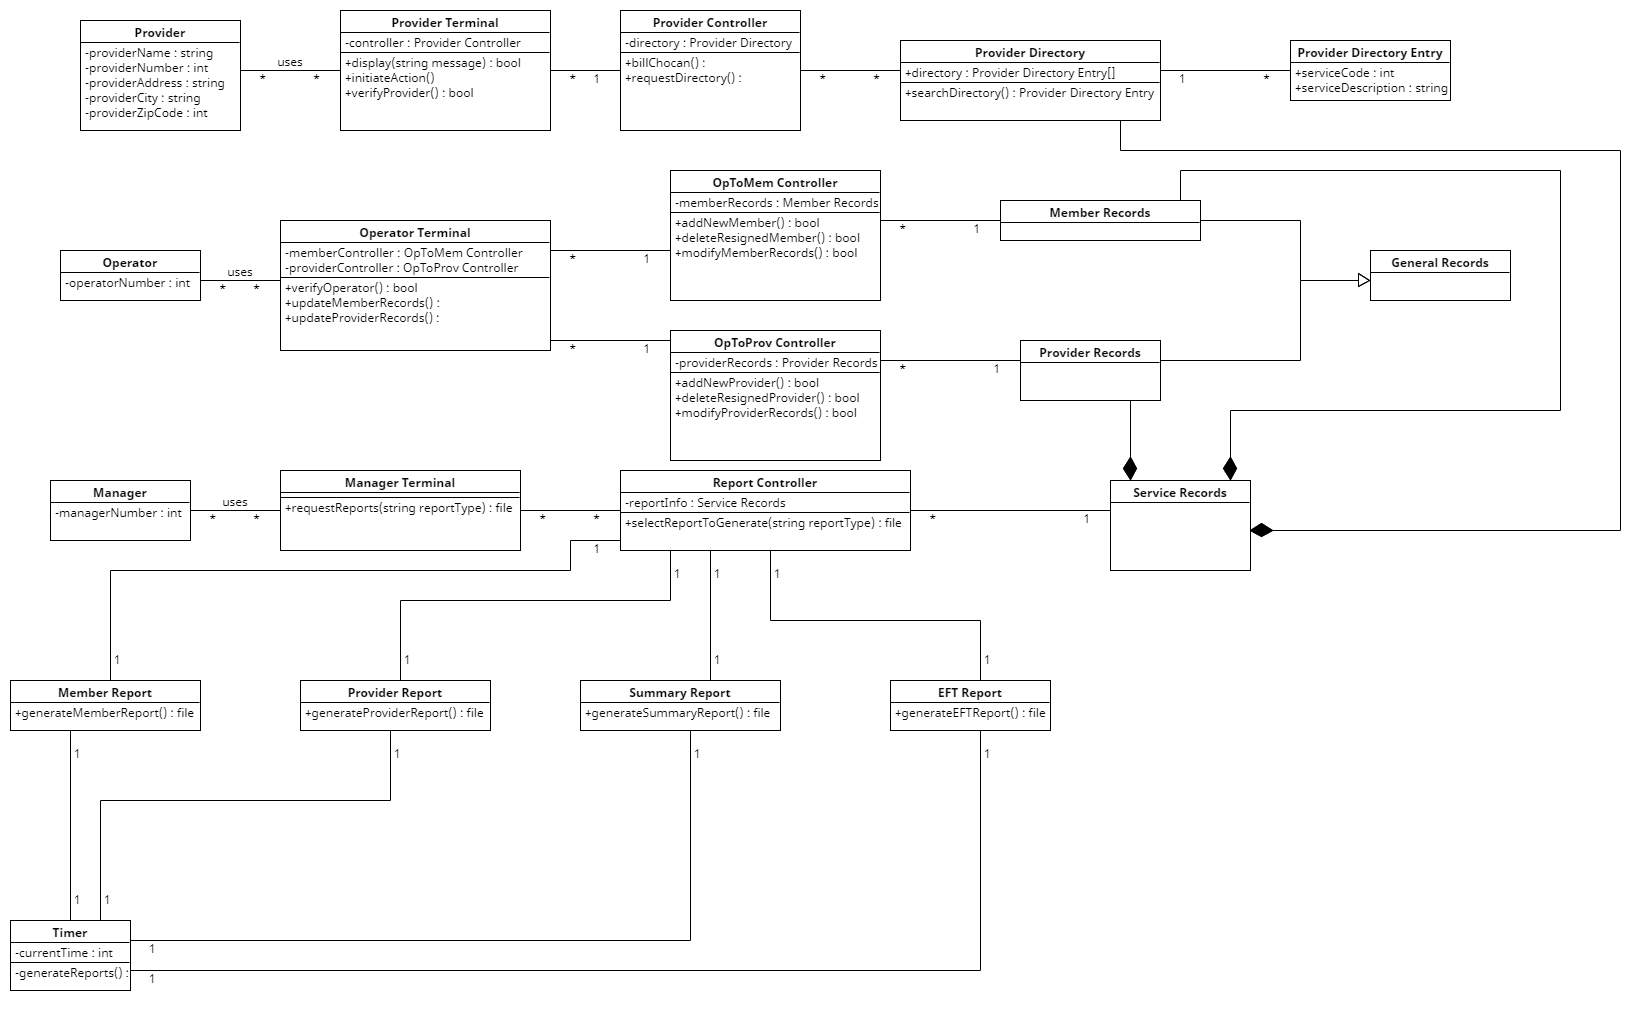 Provider
-providerName : string
-providerNumber : int
-providerAddress : string
-providerCity : string
-providerZipCode : int
uses
*
*
Provider Terminal
-controller : Provider Controller
+display(string message) : bool
+initiateAction()
+verifyProvider() : bool
*
1
Provider Controller
-directory : Provider Directory
+billChocan() :
+requestDirectory() :
*
*
Provider Directory
+directory : Provider Directory Entry[]
+searchDirectory() : Provider Directory Entry
1
*
Provider Directory Entry
+serviceCode : int
+serviceDescription : string
Operator
-operatorNumber : int
uses
*
*
Operator Terminal
-memberController : OpToMem Controller
-providerController : OpToProv Controller
+verifyOperator() : bool
+updateMemberRecords() :
+updateProviderRecords() :
*
1
*
1
OpToMem Controller
-memberRecords : Member Records
+addNewMember() : bool
+deleteResignedMember() : bool
+modifyMemberRecords() : bool
*
1
Member Records
General Records
OpToProv Controller
-providerRecords : Provider Records
+addNewProvider() : bool
+deleteResignedProvider() : bool
+modifyProviderRecords() : bool
*
1
Provider Records
Manager
-managerNumber : int
uses
*
*
Manager Terminal
+requestReports(string reportType) : file
*
*
Report Controller
-reportInfo : Service Records
+selectReportToGenerate(string reportType) : file
*
1
Service Records
1
1
1
1
1
1
1
1
Member Report
+generateMemberReport() : file
Provider Report
+generateProviderReport() : file
Summary Report
+generateSummaryReport() : file
EFT Report
+generateEFTReport() : file
1
1
1
1
1
1
Timer
-currentTime : int
-generateReports() :
1
1